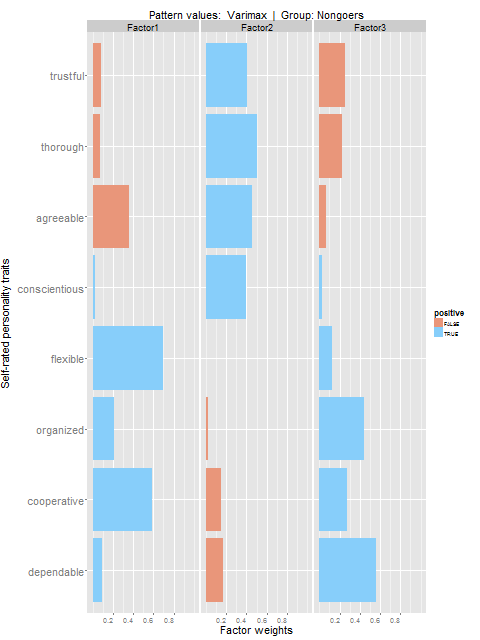 Pattern values:  Varimax  |  Group: Nongoers
Factor1 Factor2 Factor3
Self-rated personality traits
trustful
thorough
agreeable
conscientious
flexible
organized
cooperative
dependable
0.2 0.4 0.6 0.8 0.2 0.4 0.6 0.8 0.2 0.4 0.6 0.8
Factor weights
positive
FALSE
TRUE